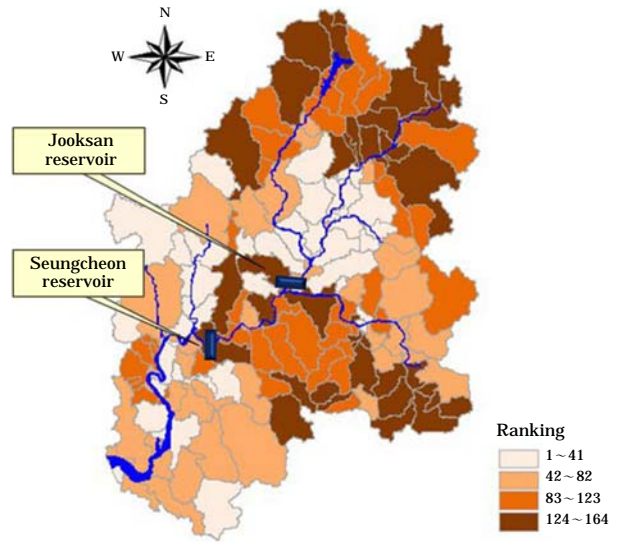 N
W E
S
Jooksan
reservoir
Seungcheon
reservoir
Ranking
1~41
42~82
83~123
124~164